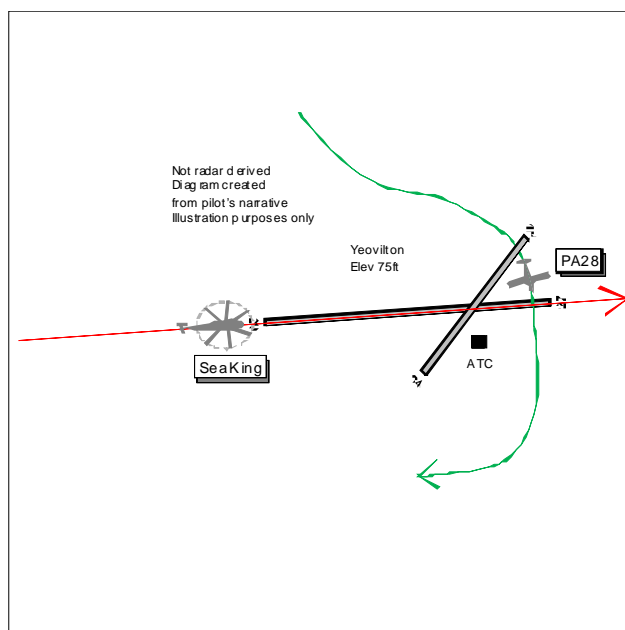 Not radar derived
Diagram created
from pilot's narrative
Illustration purposes only
Yeovilton
Elev 75ft
PA28
SeaKing
ATC